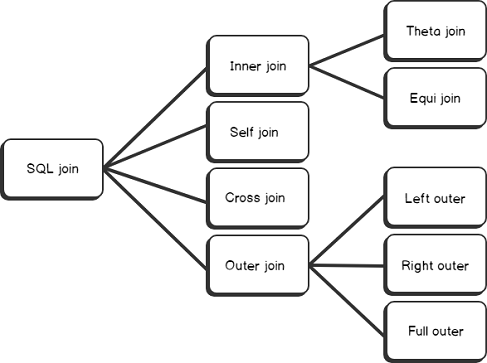 SQL join
Inner join
Self join
Cross join
Outer join
Theta join
Equi join
Left outer
Right outer
Full outer